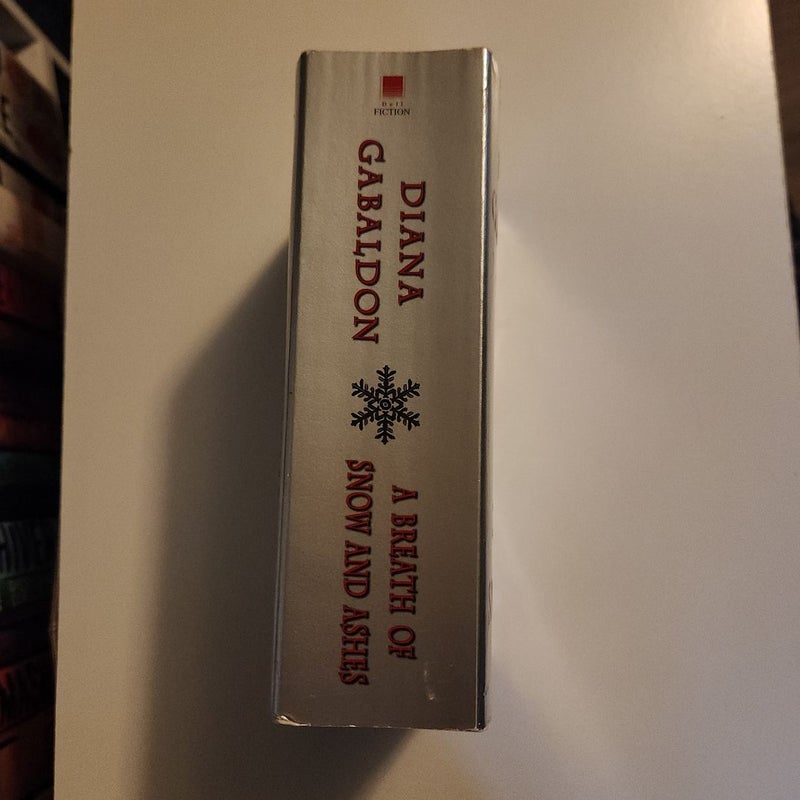 Dell
FICTION
DIANA
GABALDON
A BREATH OF
SNOW AND ASHES